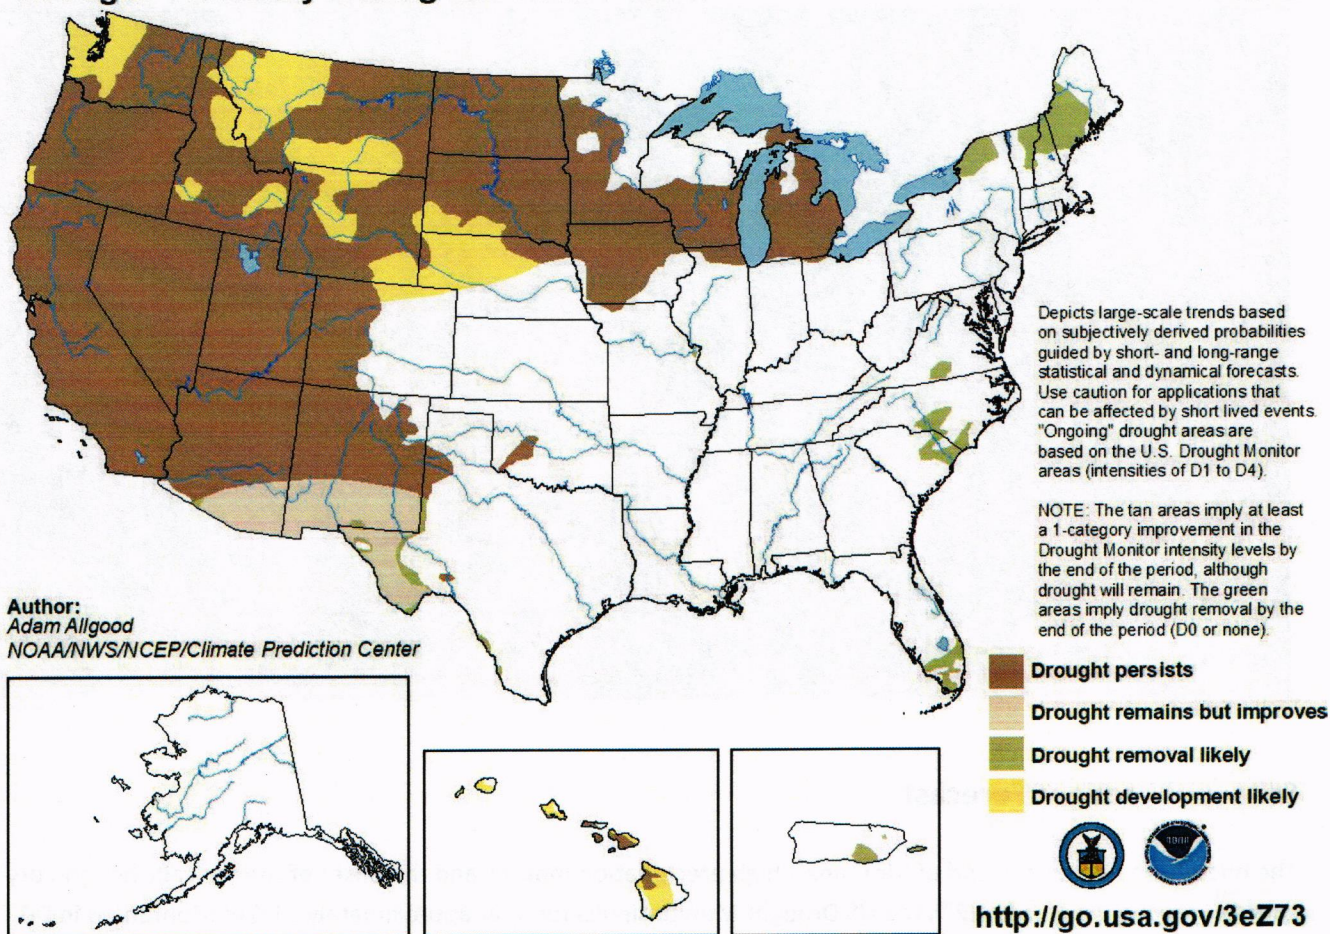 Depicts large-scale trends based
on subjectively derived probabilities
guided by short- and long-range
statistical and dynamical forecasts.
Use caution for applications that
can be affected by short lived events.
"Ongoing" drought areas are
based on the U.S. Drought Monitor
areas (intensities of D1 to D4).
NOTE: The tan areas imply at least
a 1-category improvement in the
Drought Monitor intensity levels by
the end of the period, although
drought will remain. The green
areas imply drought removal by the
end of the period (D0 or none).
Author:
Adam Allgood
NOAA/NWS/NCEP/Climate Prediction Center
Drought persists
Drought remains but improves
Drought removal likely
Drought development likely
http://go.usa.gov/3eZ73